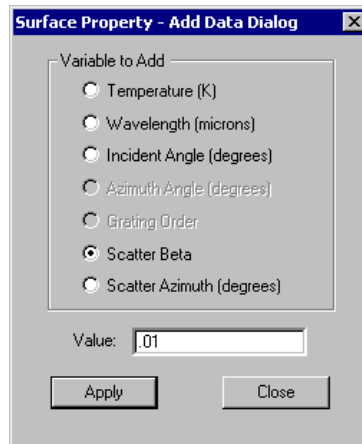 Surface Property - Add Data Dialog
Variable to Add
Temperature (K)
Wavelength (microns)
Incident Angle (degrees)
Azimuth Angle (degrees)
Grating Order
Scatter Beta
Scatter Azimuth (degrees)
Value: .01
Apply Close